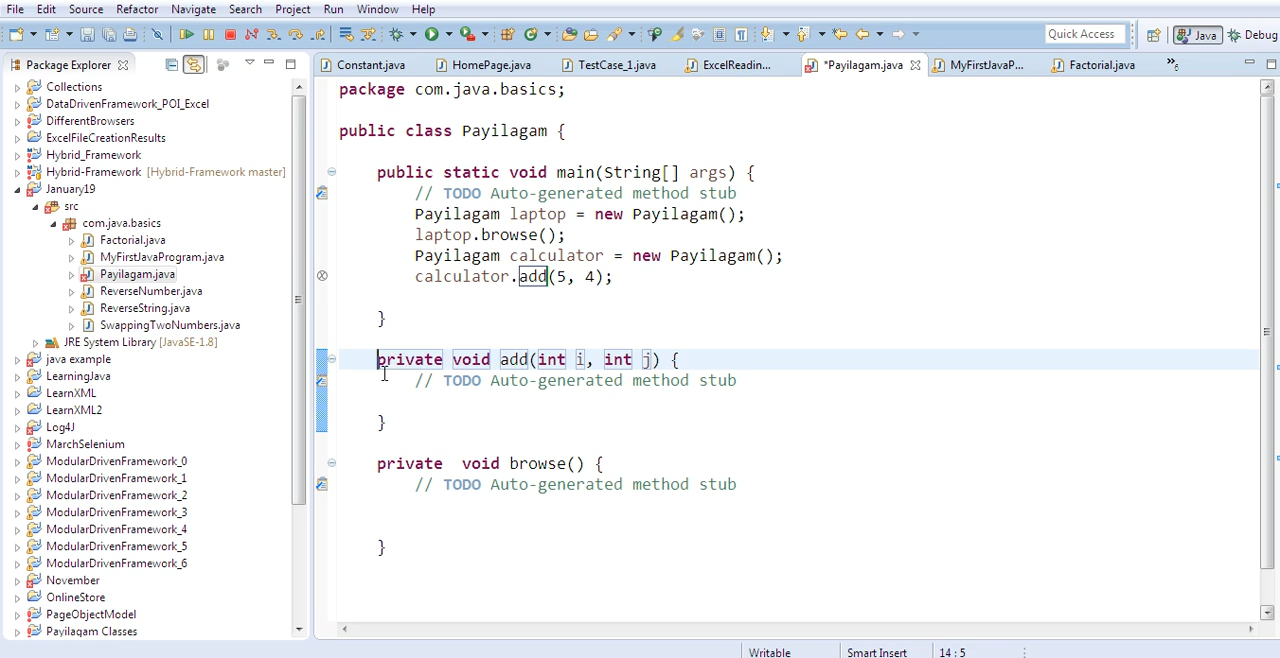 File Edit Source Refactor Navigate Search Project Run Window Help
Quick Access
Java
Debug
Package Explorer
Constant.java
HomePage.java
TestCase_1.java
ExcelReadin...
*Payilagam.java
MyFirstJavaP...
Factorial.java
»6
Collections
DataDrivenFramework_POI_Excel
DifferentBrowsers
ExcelFileCreationResults
Hybrid_Framework
Hybrid-Framework [Hybrid-Framework master]
January19
src
com.java.basics
Factorial.java
MyFirstJavaProgram.java
Payilagam.java
ReverseNumber.java
ReverseString.java
SwappingTwoNumbers.java
JRE System Library [JavaSE-1.8]
java example
LearningJava
LearnXML
LearnXML2
Log4J
MarchSelenium
ModularDrivenFramework_0
ModularDrivenFramework_1
ModularDrivenFramework_2
ModularDrivenFramework_3
ModularDrivenFramework_4
ModularDrivenFramework_5
ModularDrivenFramework_6
November
OnlineStore
PageObjectModel
Payilagam Classes
package com.java.basics;
public class Payilagam {
public static void main(String[] args) {
// TODO Auto-generated method stub
Payilagam laptop = new Payilagam();
laptop.browse();
Payilagam calculator = new Payilagam();
calculator.add(5, 4);
}
private void add(int i, int j) {
// TODO Auto-generated method stub
}
private  void browse() {
// TODO Auto-generated method stub
}
Writable
Smart Insert
14 : 5